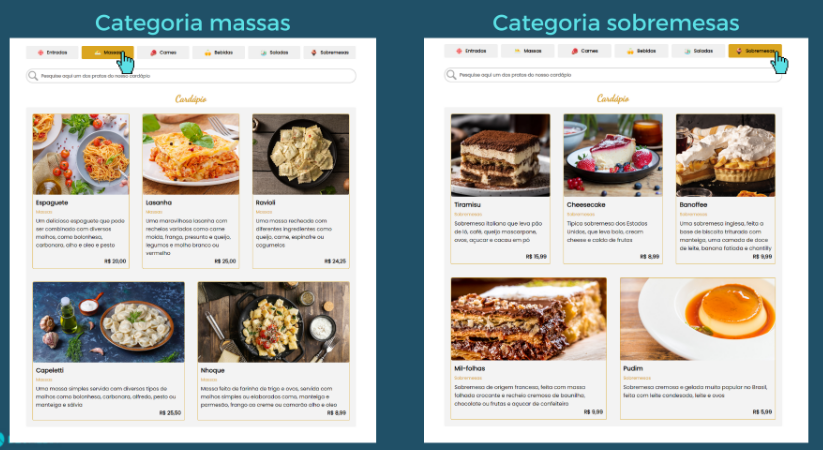 Categoria massas
Entradas
Massas
Carnes
Bebidas
Saladas
Sobremesas
Pesquise aqui um dos pratos do nosso cardápio
Cardápio
Espaguete
Massas
Um delicioso espaguete que pode
ser combinado com diversos
molhos, como bolonhesa,
carbonara, alho e oleo e pesto
R$ 20,00
Lasanha
Massas
Uma maravilhosa lasanha com
recheios variados como carne
moída, frango, presunto e queijo,
legumes e molho branco ou
vermelho
R$ 25,00
Ravioli
Massas
Uma massa recheada com
diferentes ingredientes como
queijo, carne, espinafre ou
cogumelos
R$ 24,25
Capeletti
Massas
Uma massa simples servida com diversos tipos de
molhos como bolonhesa, carbonara, alfredo, pesto ou
manteiga e sálvia
R$ 25,50
Nhoque
Massas
Massa feita de farinha de trigo e ovos, servida com
molhos simples ou elaborados como, manteiga e
parmesão, frango ao creme ou camarão alho e óleo
R$ 8,99
Categoria sobremesas
Entradas
Massas
Carnes
Bebidas
Saladas
Sobremesas
Pesquise aqui um dos pratos do nosso cardápio
Cardápio
Tiramisu
Sobremesas
Sobremesa italiana que leva pão
de ló, café, queijo mascarpone,
ovos, açucar e cacau em pó
R$ 15,99
Cheesecake
Sobremesas
Típica sobremesa dos Estados
Unidos, que leva bolo, cream
cheese e calda de frutas
R$ 8,99
Banoffee
Sobremesas
Uma sobremesa inglesa, feita a
base de biscoito triturado com
manteiga, uma camada de doce
de leite, banana fatiada e chantilly
R$ 9,99
Mil-folhas
Sobremesas
Sobremesa de origem francesa, feita com massa
folhada crocante e recheio cremoso de baunilha,
chocolate ou frutas e açucar de confeiteiro
R$ 9,99
Pudim
Sobremesas
Sobremesa cremosa e gelada muito popular no Brasil,
feita com leite condensado, leite e ovos
R$ 5,99